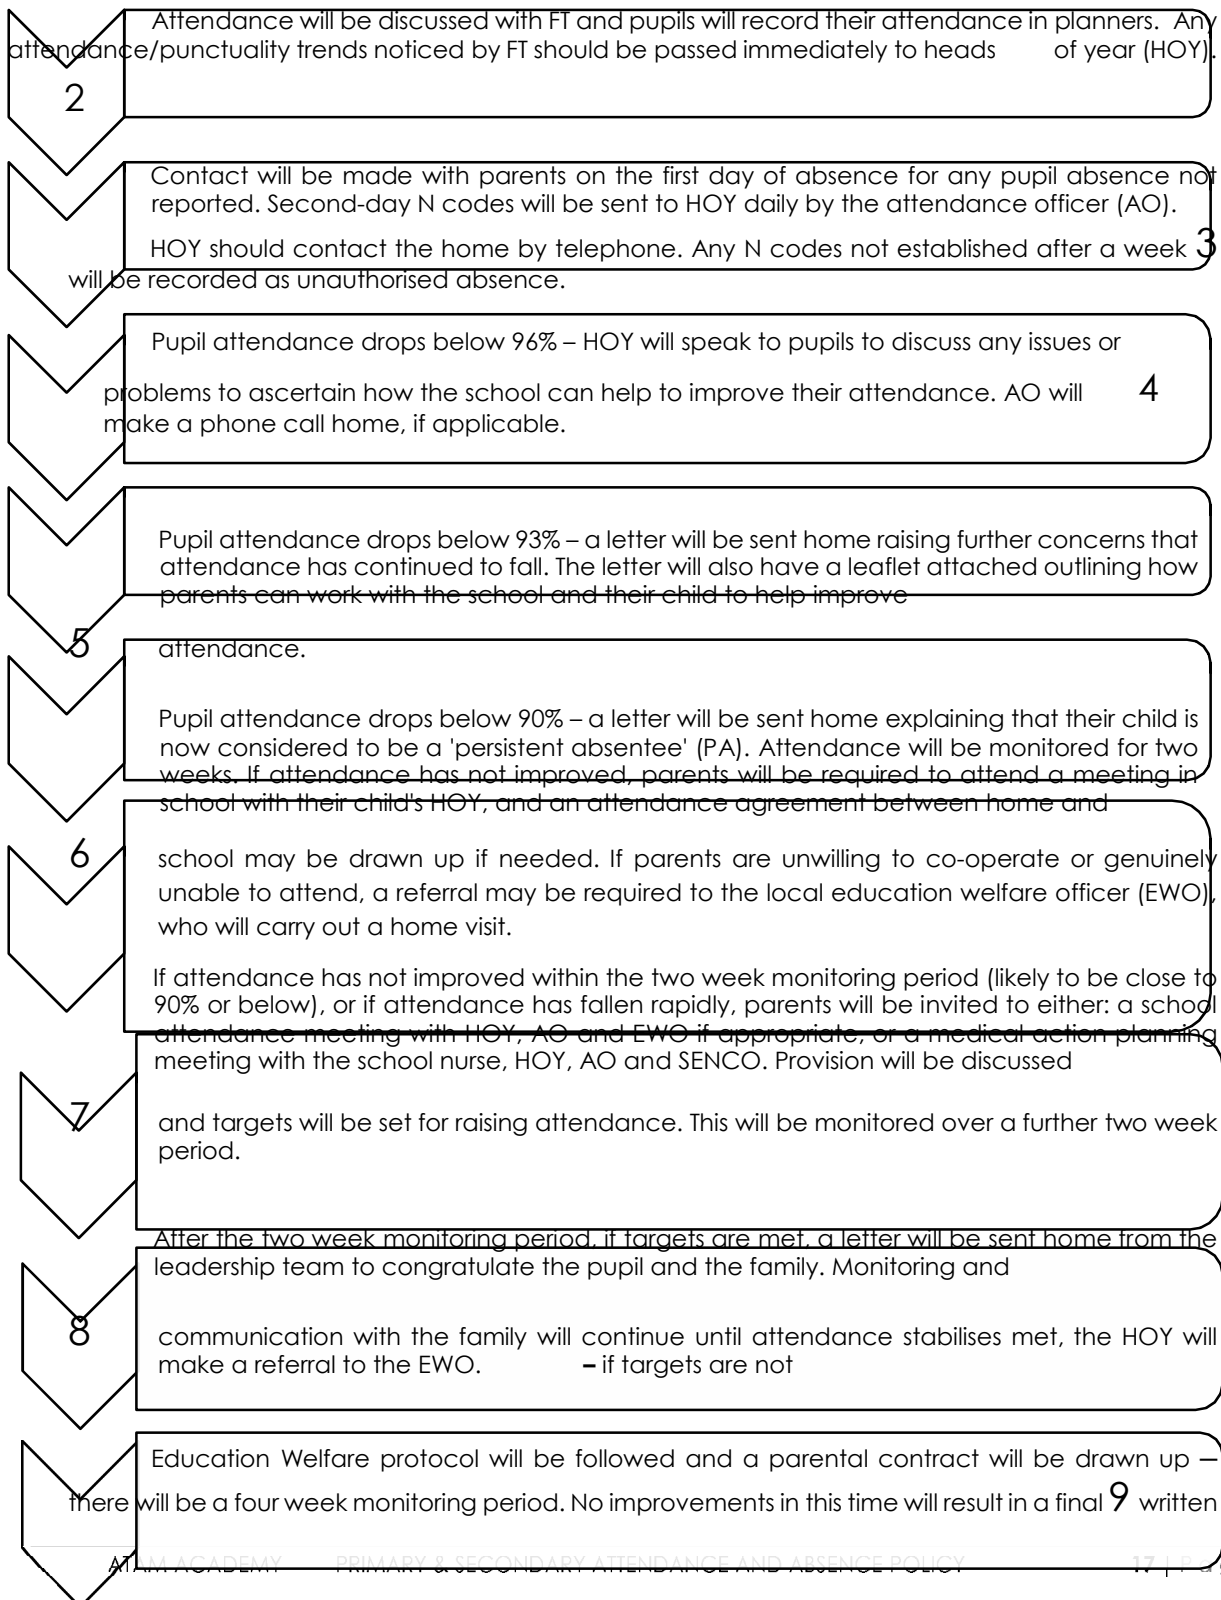 Attendance will be discussed with FT and pupils will record their attendance in planners. Any
attendance/punctuality trends noticed by FT should be passed immediately to heads of year (HOY).
2
Contact will be made with parents on the first day of absence for any pupil absence not
reported. Second-day N codes will be sent to HOY daily by the attendance officer (AO).
HOY should contact the home by telephone. Any N codes not established after a week 3
will be recorded as unauthorised absence.
Pupil attendance drops below 96% – HOY will speak to pupils to discuss any issues or
problems to ascertain how the school can help to improve their attendance. AO will 4
make a phone call home, if applicable.
Pupil attendance drops below 93% – a letter will be sent home raising further concerns that
attendance has continued to fall. The letter will also have a leaflet attached outlining how
parents can work with the school and their child to help improve
5 attendance.
Pupil attendance drops below 90% – a letter will be sent home explaining that their child is
now considered to be a 'persistent absentee' (PA). Attendance will be monitored for two
weeks. If attendance has not improved, parents will be required to attend a meeting in
school with their child's HOY, and an attendance agreement between home and
6 school may be drawn up if needed. If parents are unwilling to co-operate or genuinely
unable to attend, a referral may be required to the local education welfare officer (EWO),
who will carry out a home visit.
If attendance has not improved within the two week monitoring period (likely to be close to
90% or below), or if attendance has fallen rapidly, parents will be invited to either: a school
attendance meeting with HOY, AO and EWO if appropriate, or a medical action planning
meeting with the school nurse, HOY, AO and SENCO. Provision will be discussed
7 and targets will be set for raising attendance. This will be monitored over a further two week
period.
After the two week monitoring period, if targets are met, a letter will be sent home from the
leadership team to congratulate the pupil and the family. Monitoring and
8 communication with the family will continue until attendance stabilises met, the HOY will
make a referral to the EWO. – if targets are not
Education Welfare protocol will be followed and a parental contract will be drawn up –
there will be a four week monitoring period. No improvements in this time will result in a final 9 written
ATAM ACADEMY PRIMARY & SECONDARY ATTENDANCE AND ABSENCE POLICY 17 | P a